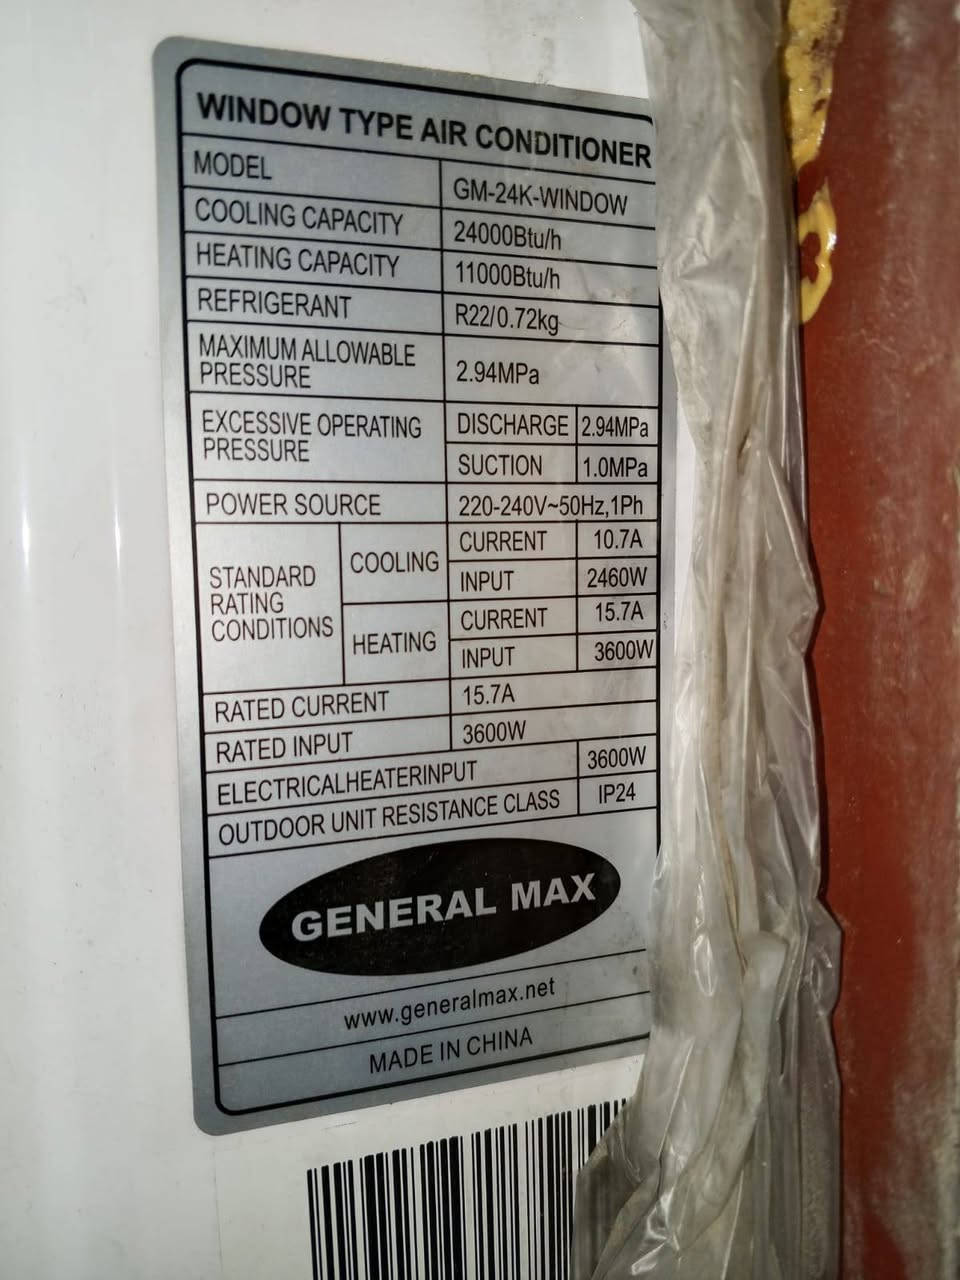 WINDOW TYPE AIR CONDITIONER
MODEL GM-24K-WINDOW
COOLING CAPACITY 24000Btu/h
HEATING CAPACITY 11000Btu/h
REFRIGERANT R22/0.72kg
MAXIMUM ALLOWABLE
PRESSURE 2.94MPa
EXCESSIVE OPERATING
PRESSURE
DISCHARGE 2.94MPa
SUCTION 1.0MPa
POWER SOURCE 220-240V~50Hz,1Ph
STANDARD
RATING
CONDITIONS
COOLING
CURRENT 10.7A
INPUT 2460W
HEATING
CURRENT 15.7A
INPUT 3600W
RATED CURRENT 15.7A
RATED INPUT 3600W
ELECTRICALHEATERINPUT 3600W
OUTDOOR UNIT RESISTANCE CLASS IP24
GENERAL MAX
www.generalmax.net
MADE IN CHINA